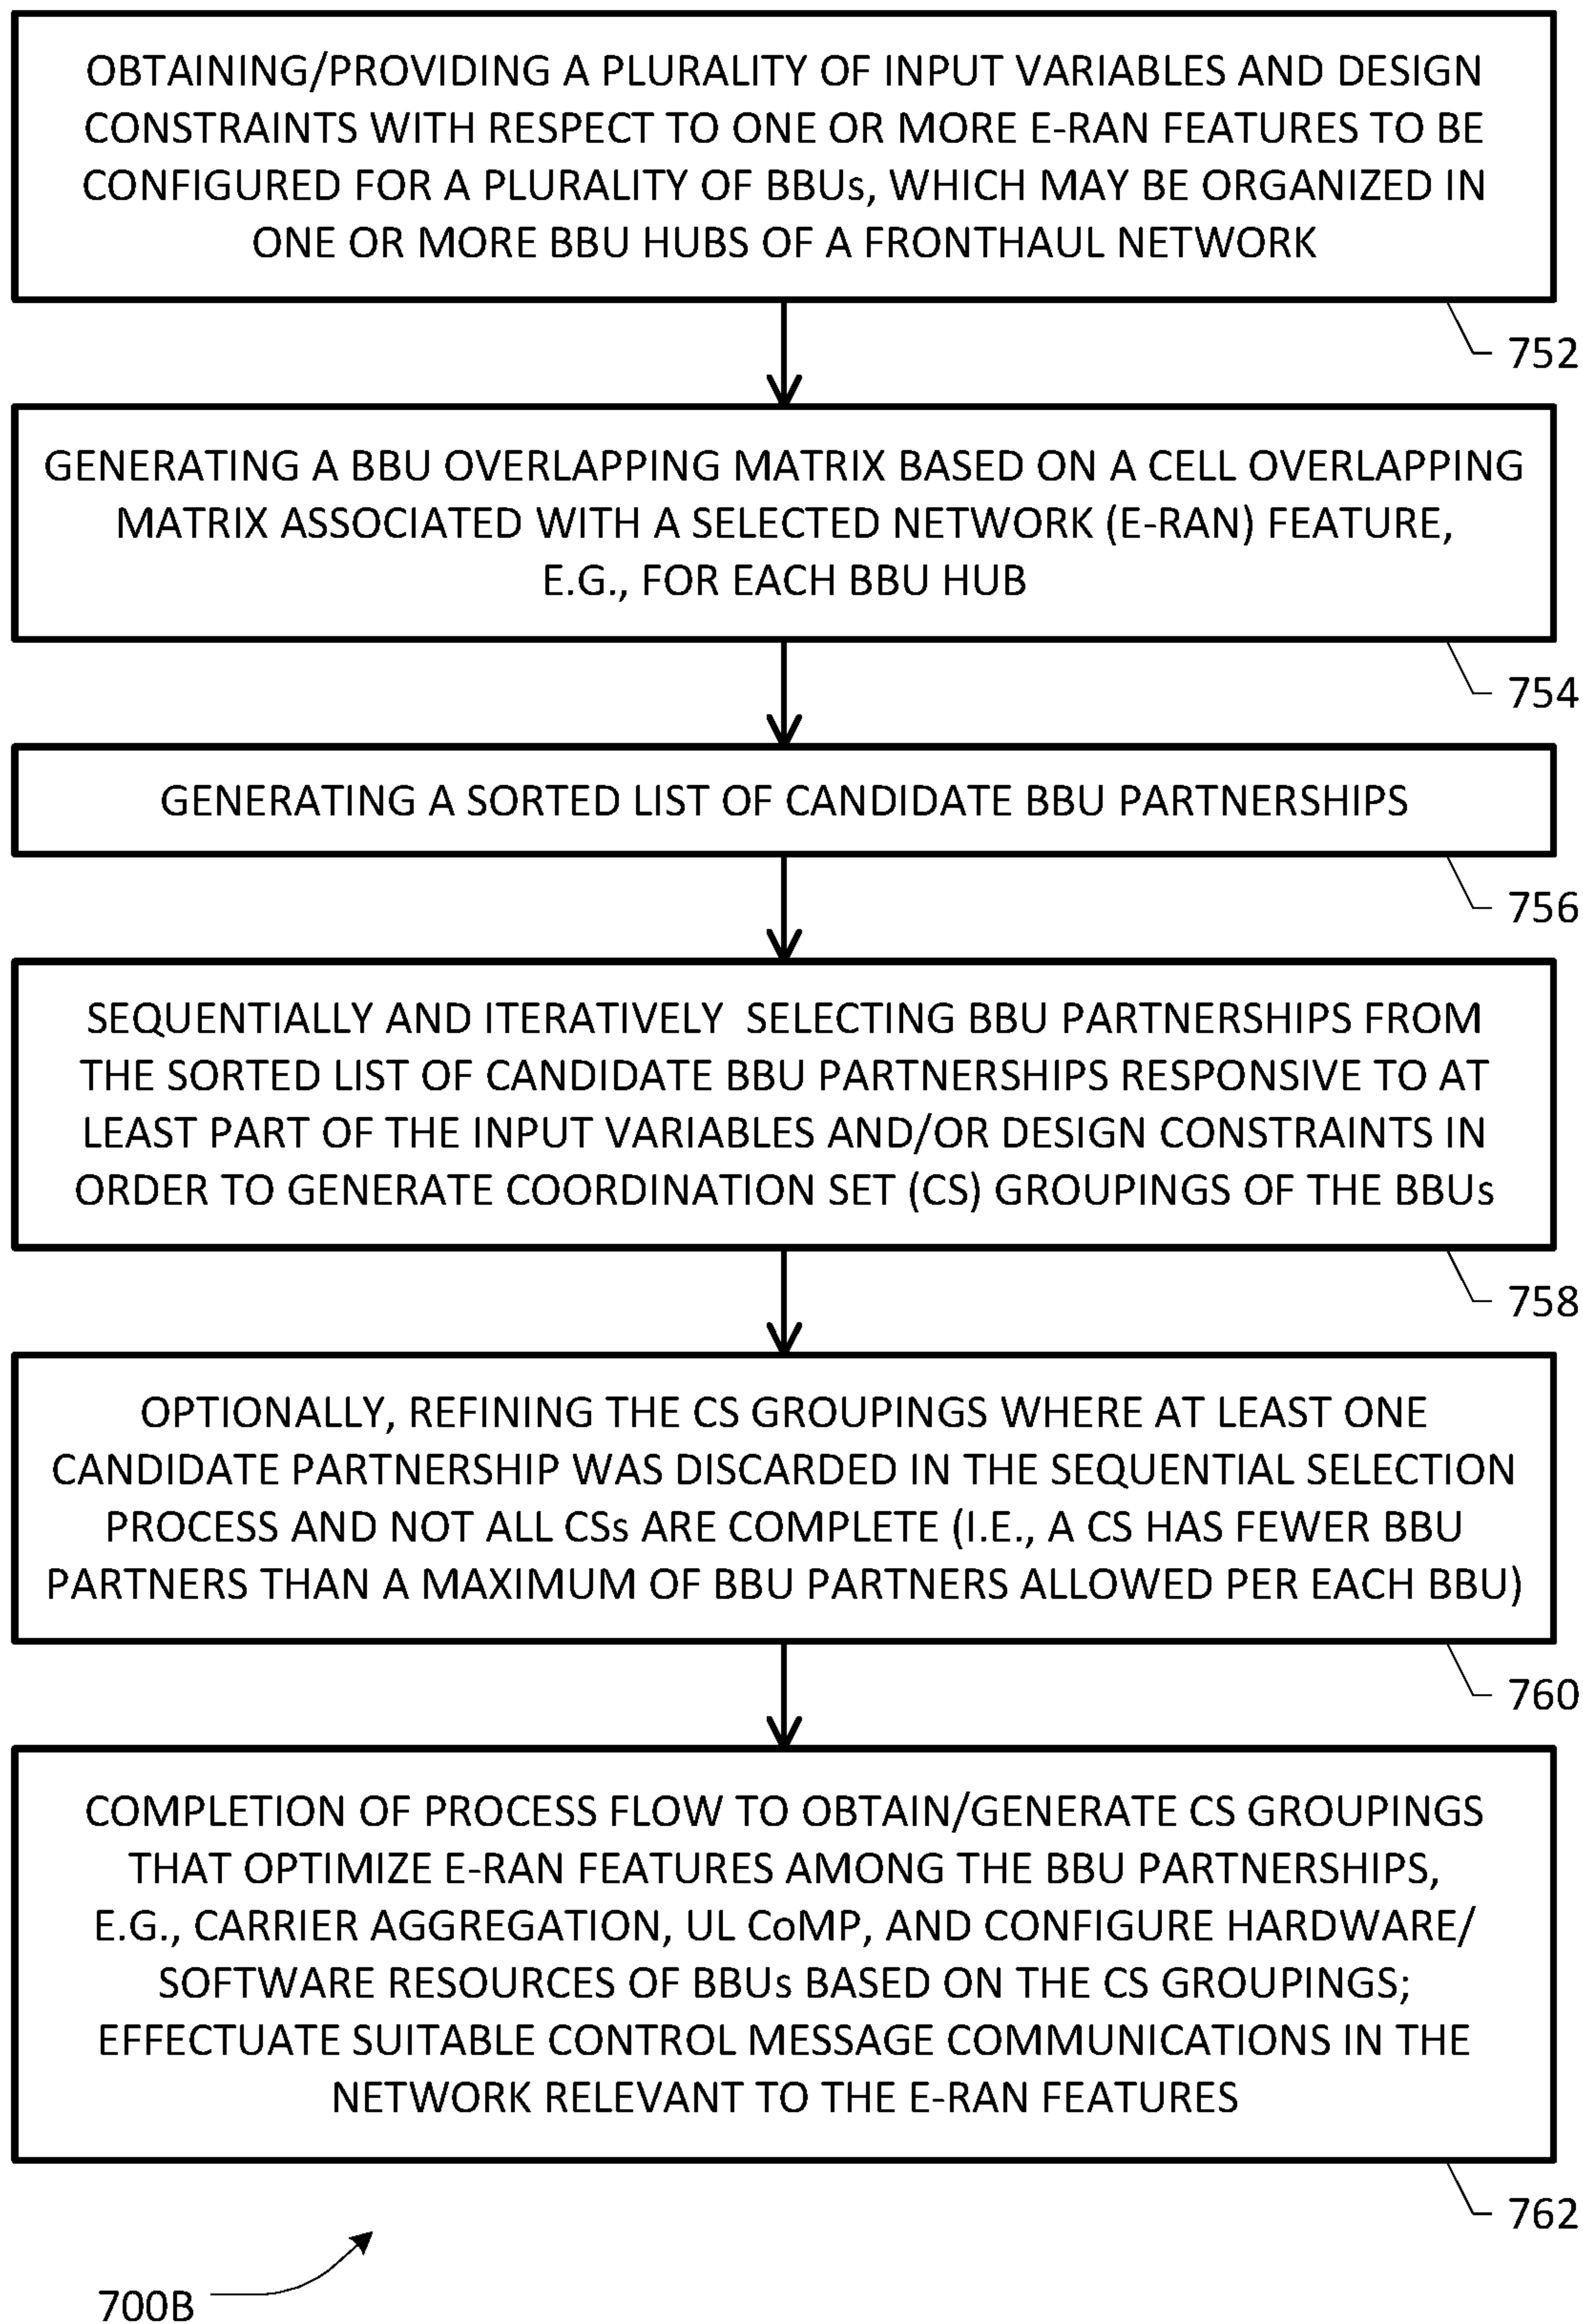 OBTAINING/PROVIDING A PLURALITY OF INPUT VARIABLES AND DESIGN
CONSTRAINTS WITH RESPECT TO ONE OR MORE E-RAN FEATURES TO BE
CONFIGURED FOR A PLURALITY OF BBUs, WHICH MAY BE ORGANIZED IN
ONE OR MORE BBU HUBS OF A FRONTHAUL NETWORK
752
GENERATING A BBU OVERLAPPING MATRIX BASED ON A CELL OVERLAPPING
MATRIX ASSOCIATED WITH A SELECTED NETWORK (E-RAN) FEATURE,
E.G., FOR EACH BBU HUB
754
GENERATING A SORTED LIST OF CANDIDATE BBU PARTNERSHIPS
756
SEQUENTIALLY AND ITERATIVELY SELECTING BBU PARTNERSHIPS FROM
THE SORTED LIST OF CANDIDATE BBU PARTNERSHIPS RESPONSIVE TO AT
LEAST PART OF THE INPUT VARIABLES AND/OR DESIGN CONSTRAINTS IN
ORDER TO GENERATE COORDINATION SET (CS) GROUPINGS OF THE BBUs
758
OPTIONALLY, REFINING THE CS GROUPINGS WHERE AT LEAST ONE
CANDIDATE PARTNERSHIP WAS DISCARDED IN THE SEQUENTIAL SELECTION
PROCESS AND NOT ALL CSs ARE COMPLETE (I.E., A CS HAS FEWER BBU
PARTNERS THAN A MAXIMUM OF BBU PARTNERS ALLOWED PER EACH BBU)
760
COMPLETION OF PROCESS FLOW TO OBTAIN/GENERATE CS GROUPINGS
THAT OPTIMIZE E-RAN FEATURES AMONG THE BBU PARTNERSHIPS,
E.G., CARRIER AGGREGATION, UL CoMP, AND CONFIGURE HARDWARE/
SOFTWARE RESOURCES OF BBUs BASED ON THE CS GROUPINGS;
EFFECTUATE SUITABLE CONTROL MESSAGE COMMUNICATIONS IN THE
NETWORK RELEVANT TO THE E-RAN FEATURES
762
700B